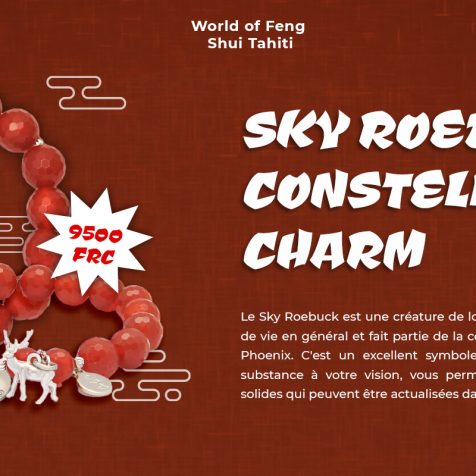 World of Feng
Shui Tahiti
SKY ROE
CONSTEL
CHARM
9500
FRC
Le Sky Roebuck est une créature de lo
de vie en général et fait partie de la c
Phoenix. C'est un excellent symbole
substance à votre vision, vous perm
solides qui peuvent être actualisées da